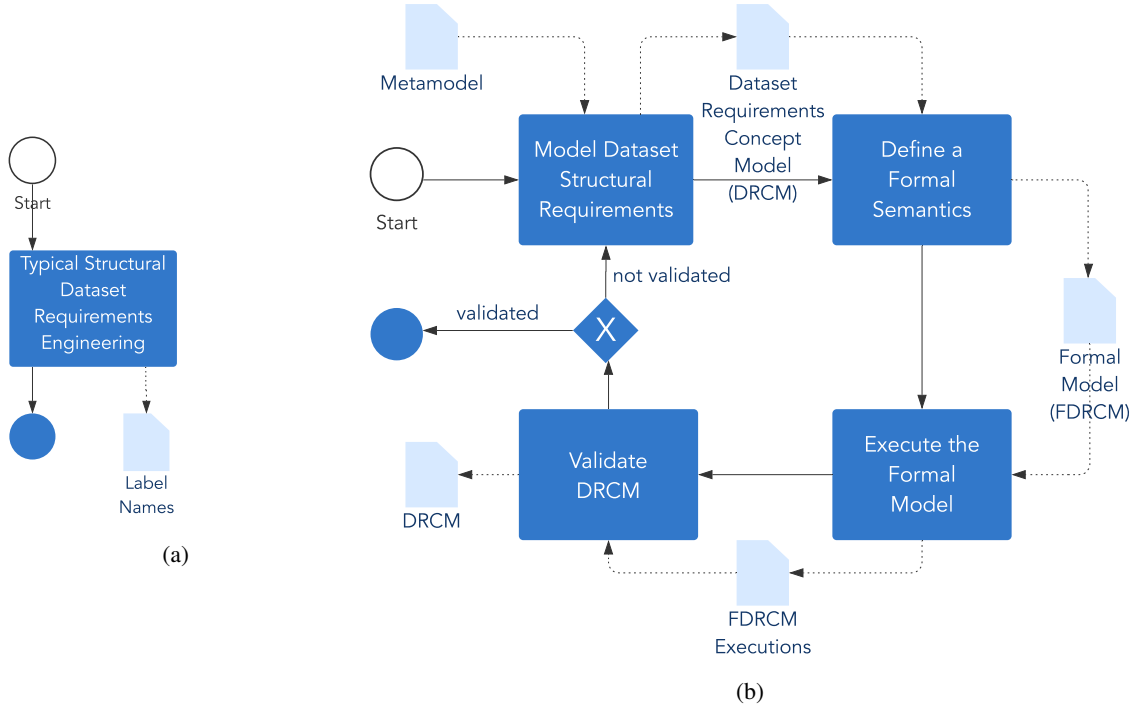 Start
Typical Structural
Dataset
Requirements
Engineering
Label
Names
(a)
Metamodel
Dataset
Requirements
Concept
Model
(DRCM)
Start
Model Dataset
Structural
Requirements
Define a
Formal
Semantics
not validated
validated
X
Formal
Model
(FDRCM)
Execute the
Formal
Model
Validate
DRCM
DRCM
FDRCM
Executions
(b)